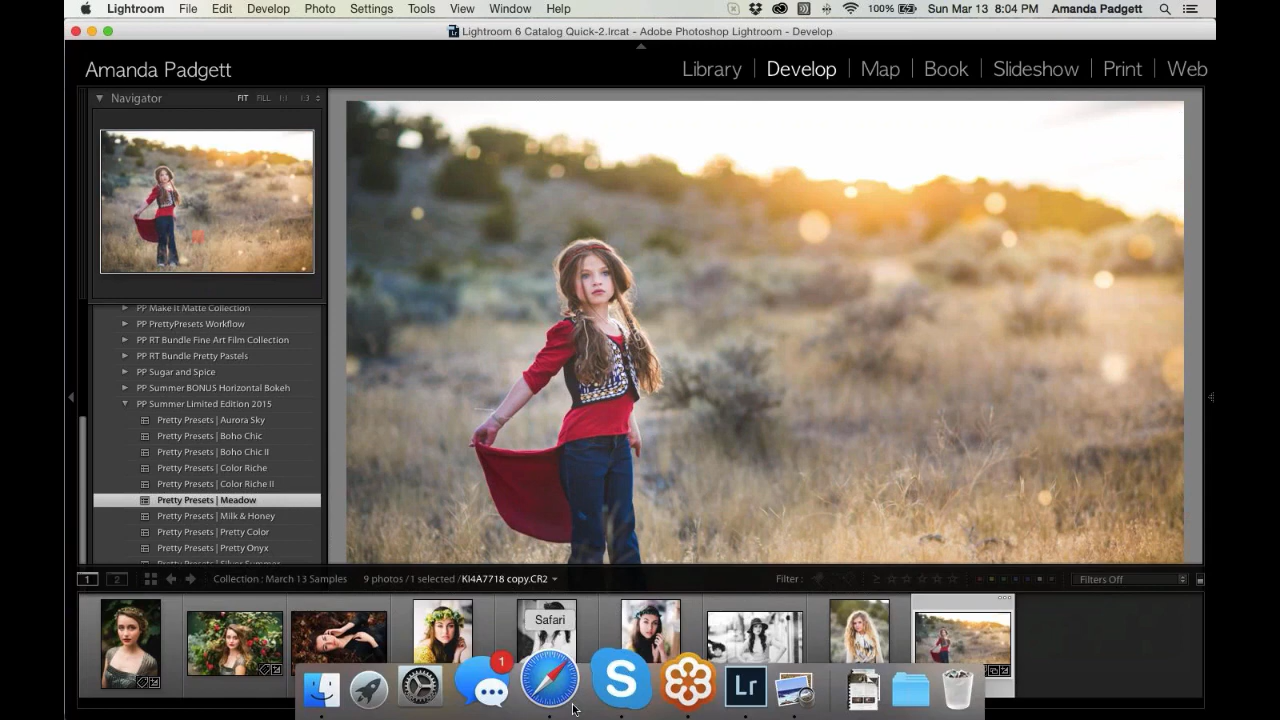 Lightroom File Edit Develop Photo Settings Tools View Window Help 100% Sun Mar 13 8:04 PM Amanda Padgett
Lightroom 6 Catalog Quick-2.lrcat - Adobe Photoshop Lightroom - Develop
Amanda Padgett
Library | Develop | Map | Book | Slideshow | Print | Web
Navigator FIT FILL 1:1 1:3
PP Make It Matte Collection
PP PrettyPresets Workflow
PP RT Bundle Fine Art Film Collection
PP RT Bundle Pretty Pastels
PP Sugar and Spice
PP Summer BONUS Horizontal Bokeh
PP Summer Limited Edition 2015
Pretty Presets | Aurora Sky
Pretty Presets | Boho Chic
Pretty Presets | Boho Chic II
Pretty Presets | Color Riche
Pretty Presets | Color Riche II
Pretty Presets | Meadow
Pretty Presets | Milk & Honey
Pretty Presets | Pretty Color
Pretty Presets | Pretty Onyx
1 2 Collection : March 13 Samples 9 photos / 1 selected / KI4A7718 copy.CR2 Filter : Filters Off
Safari
1
S
Lr